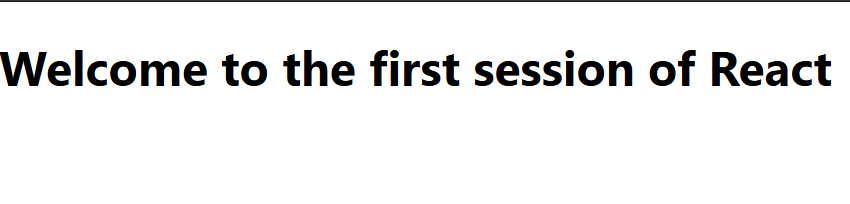 Welcome to the first session of React